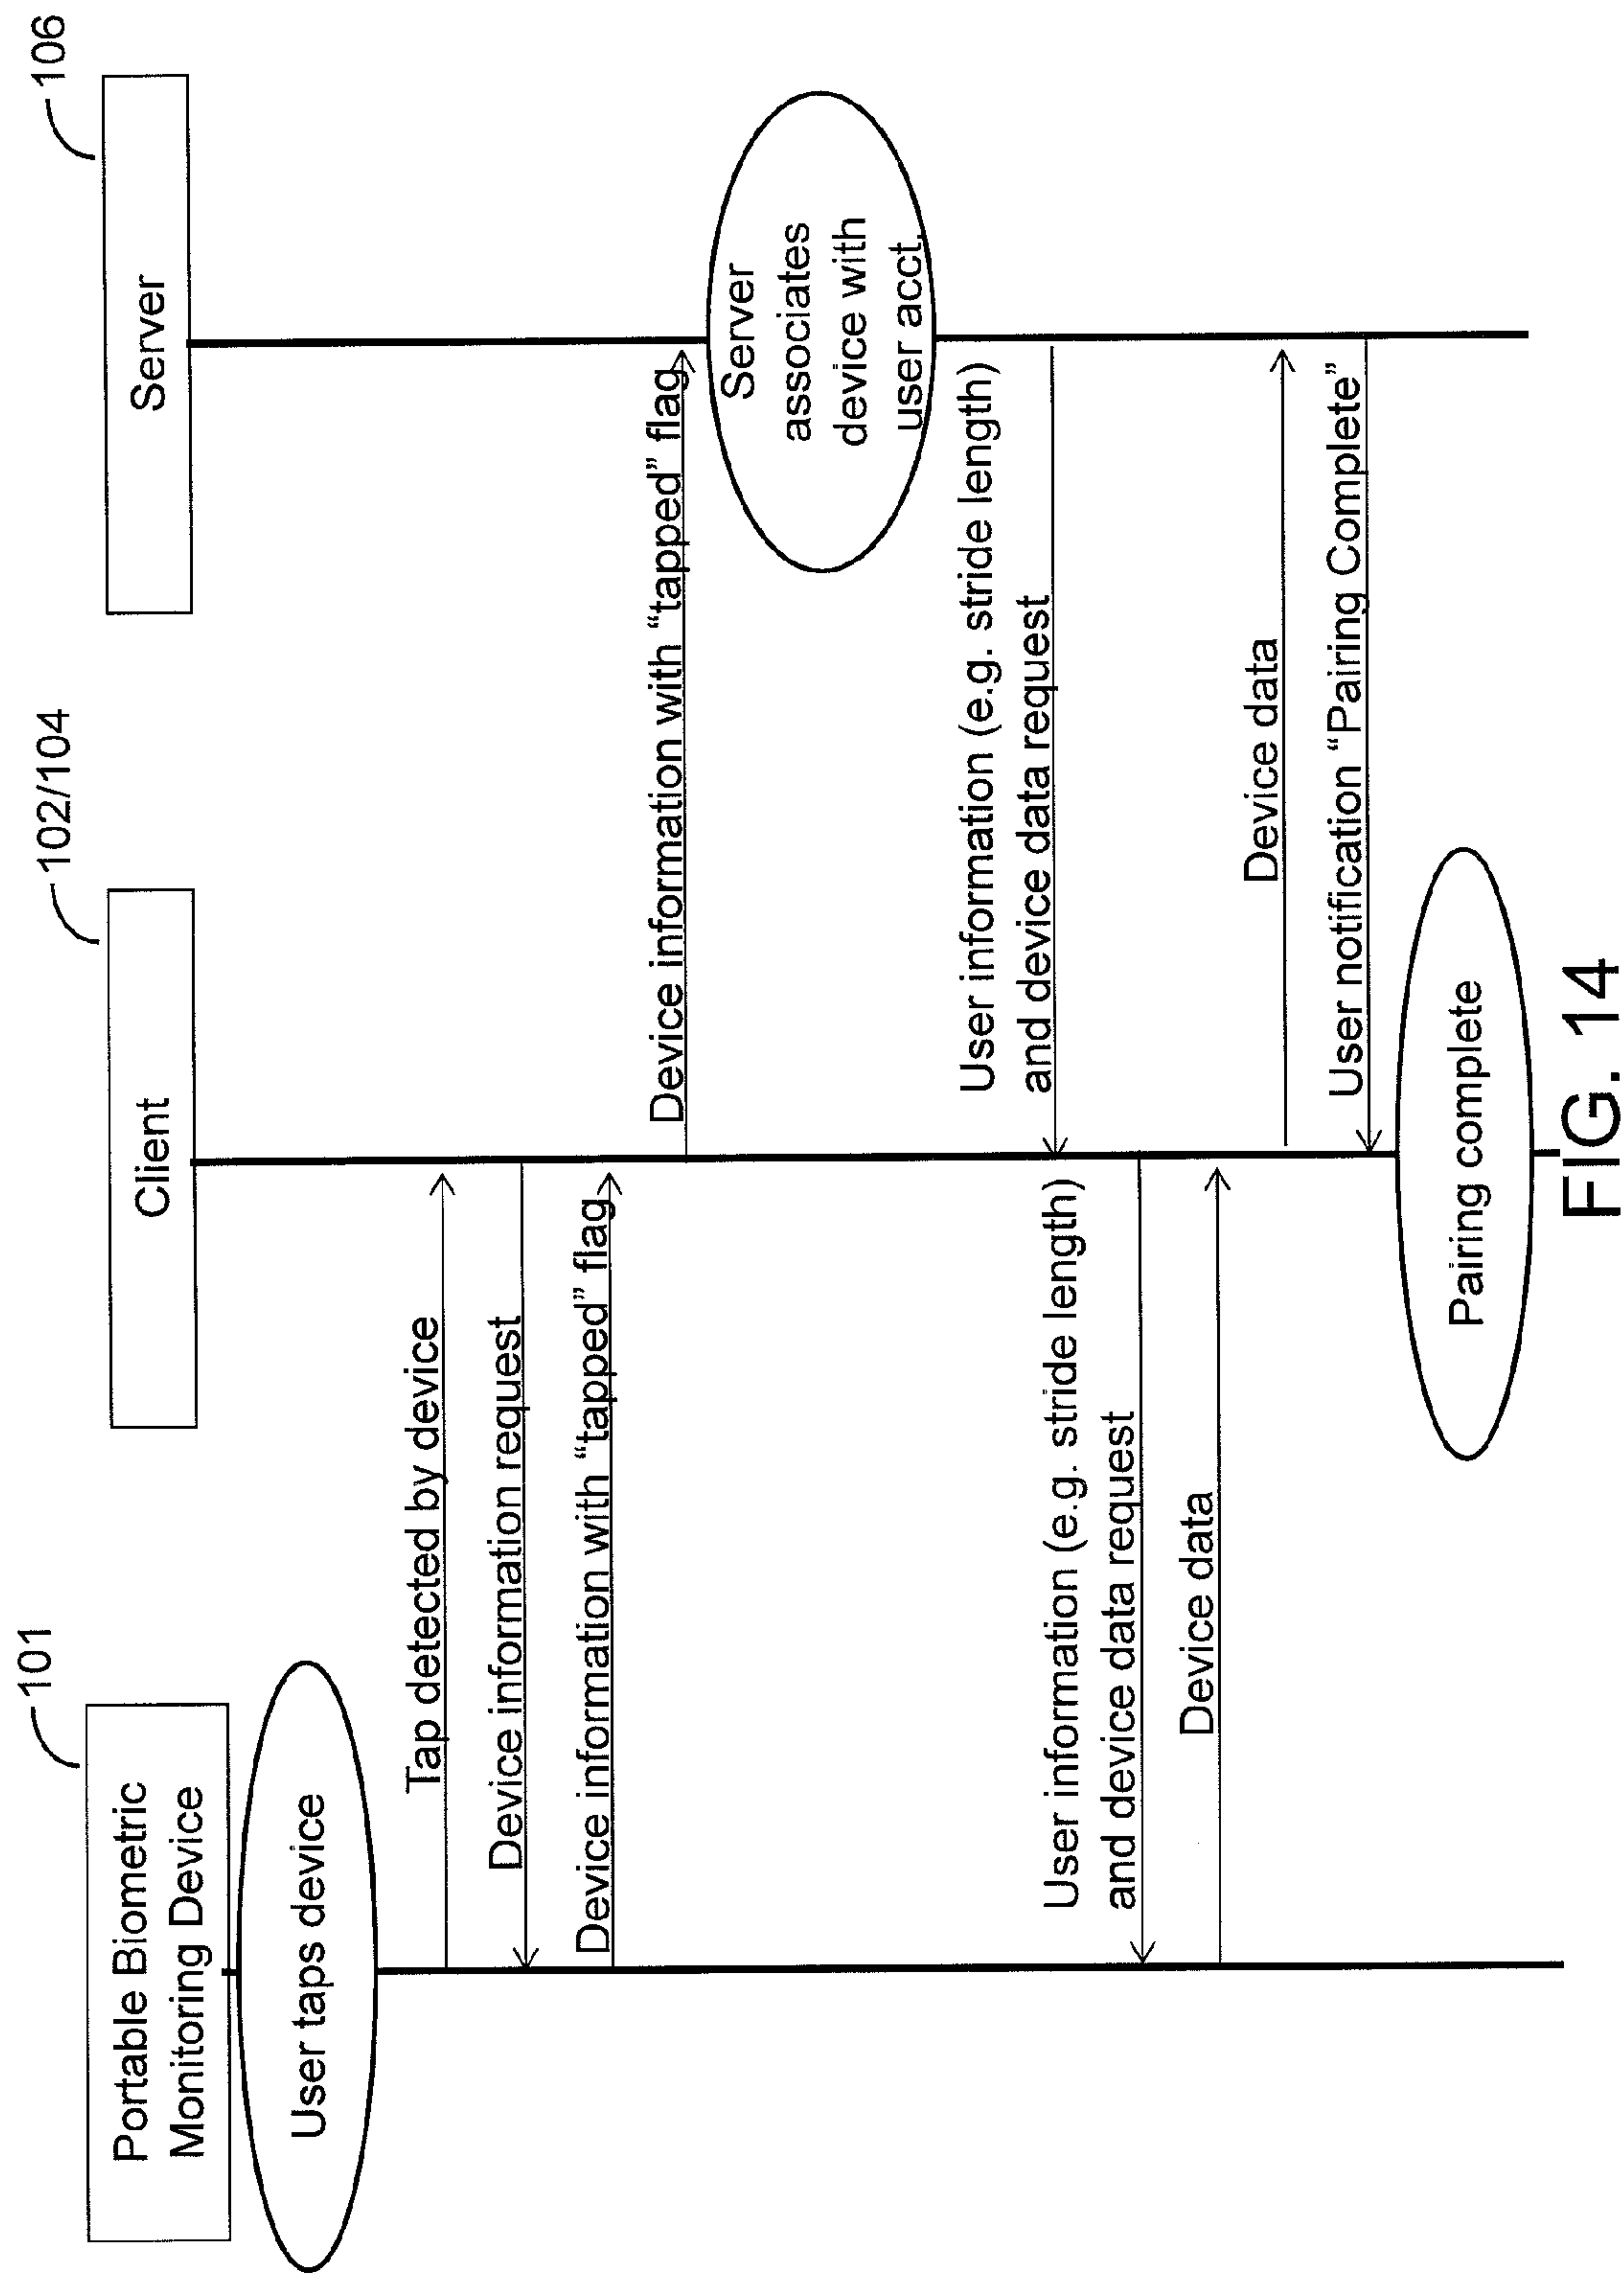 101
102/104
106
Portable Biometric
Monitoring Device
Client
Server
User taps device
Tap detected by device
Device information request
Device information with “tapped” flag
Device information with “tapped” flag
Server
associates
device with
user acct.
User information (e.g. stride length)
and device data request
User information (e.g. stride length)
and device data request
Device data
Device data
User notification “Pairing Complete”
Pairing complete
FIG. 14